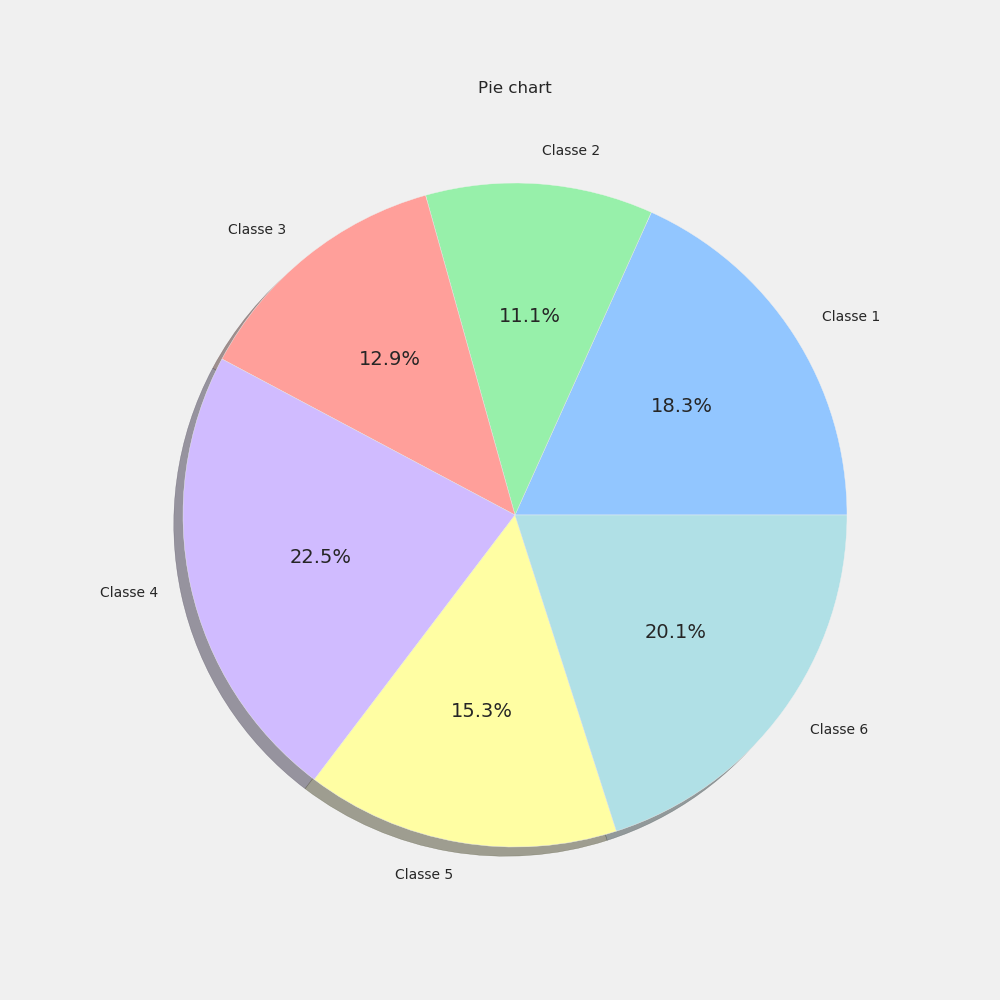 Pie chart
Classe 2
Classe 3
Classe 1
11.1%
12.9%
18.3%
22.5%
Classe 4
20.1%
15.3%
Classe 6
Classe 5